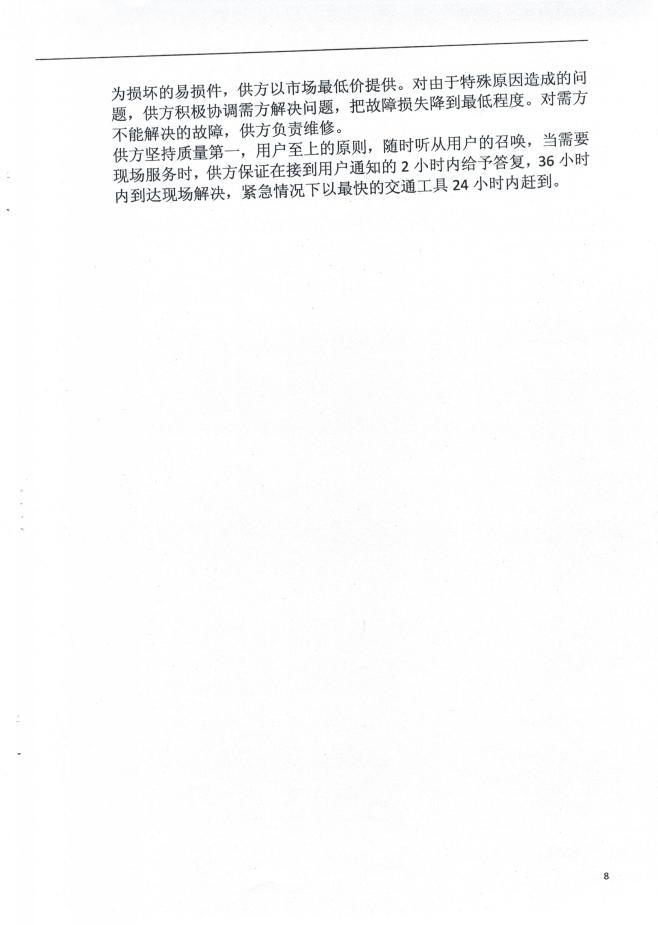 为损坏的易损件，供方以市场最低价提供。对由于特殊原因造成的问
题，供方积极协调需方解决问题，把故障损失降到最低程度。对需方
不能解决的故障，供方负责维修。
供方坚持质量第一，用户至上的原则，随时听从用户的召唤，当需要
现场服务时，供方保证在接到用户通知的 2 小时内给予答复，36 小时
内到达现场解决，紧急情况下以最快的交通工具 24 小时内赶到。
8